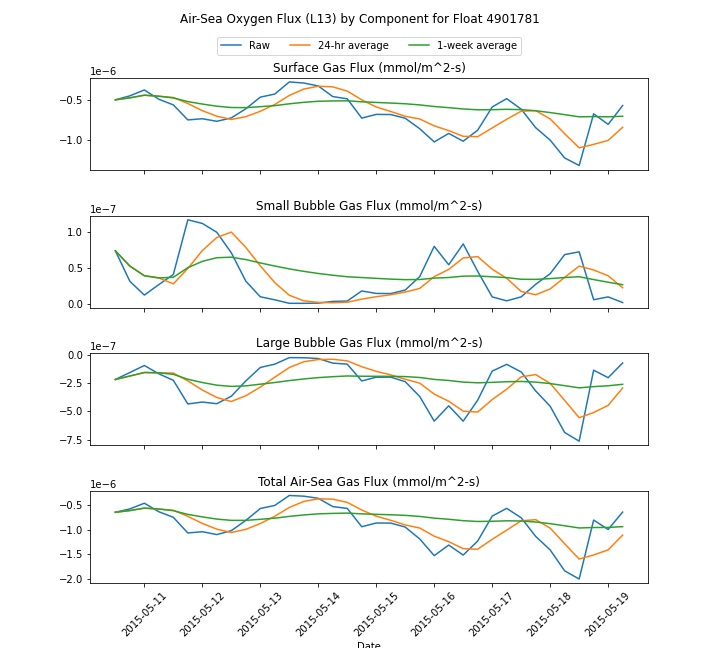 Air-Sea Oxygen Flux (L13) by Component for Float 4901781
Raw 24-hr average 1-week average
Surface Gas Flux (mmol/m^2-s)
1e−6
−0.5
−1.0
Small Bubble Gas Flux (mmol/m^2-s)
1e−7
1.0
0.5
0.0
Large Bubble Gas Flux (mmol/m^2-s)
1e−7
0.0
−2.5
−5.0
−7.5
Total Air-Sea Gas Flux (mmol/m^2-s)
1e−6
−0.5
−1.0
−1.5
−2.0
2015-05-11 2015-05-12 2015-05-13 2015-05-14 2015-05-15 2015-05-16 2015-05-17 2015-05-18 2015-05-19
Date